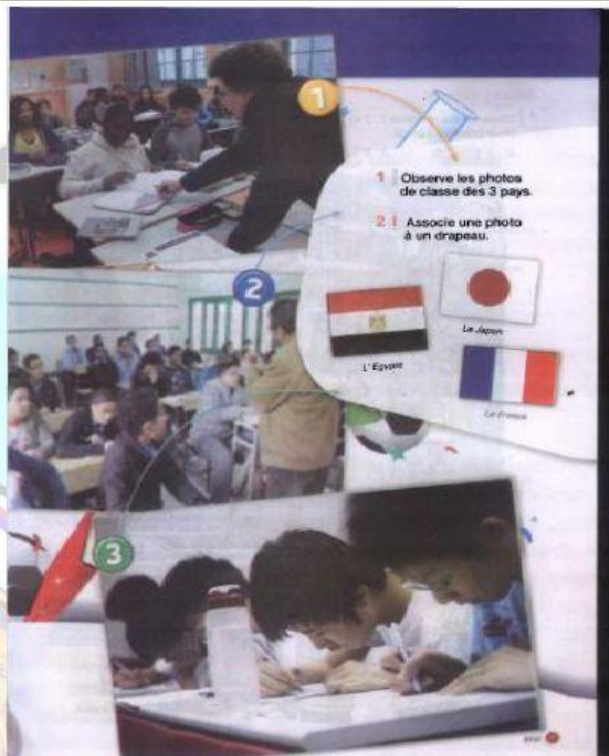 1
1 Observe les photos
de classe des 3 pays.
2 Associe une photo
à un drapeau.
Le Japon
L'Égypte
La France
2
3